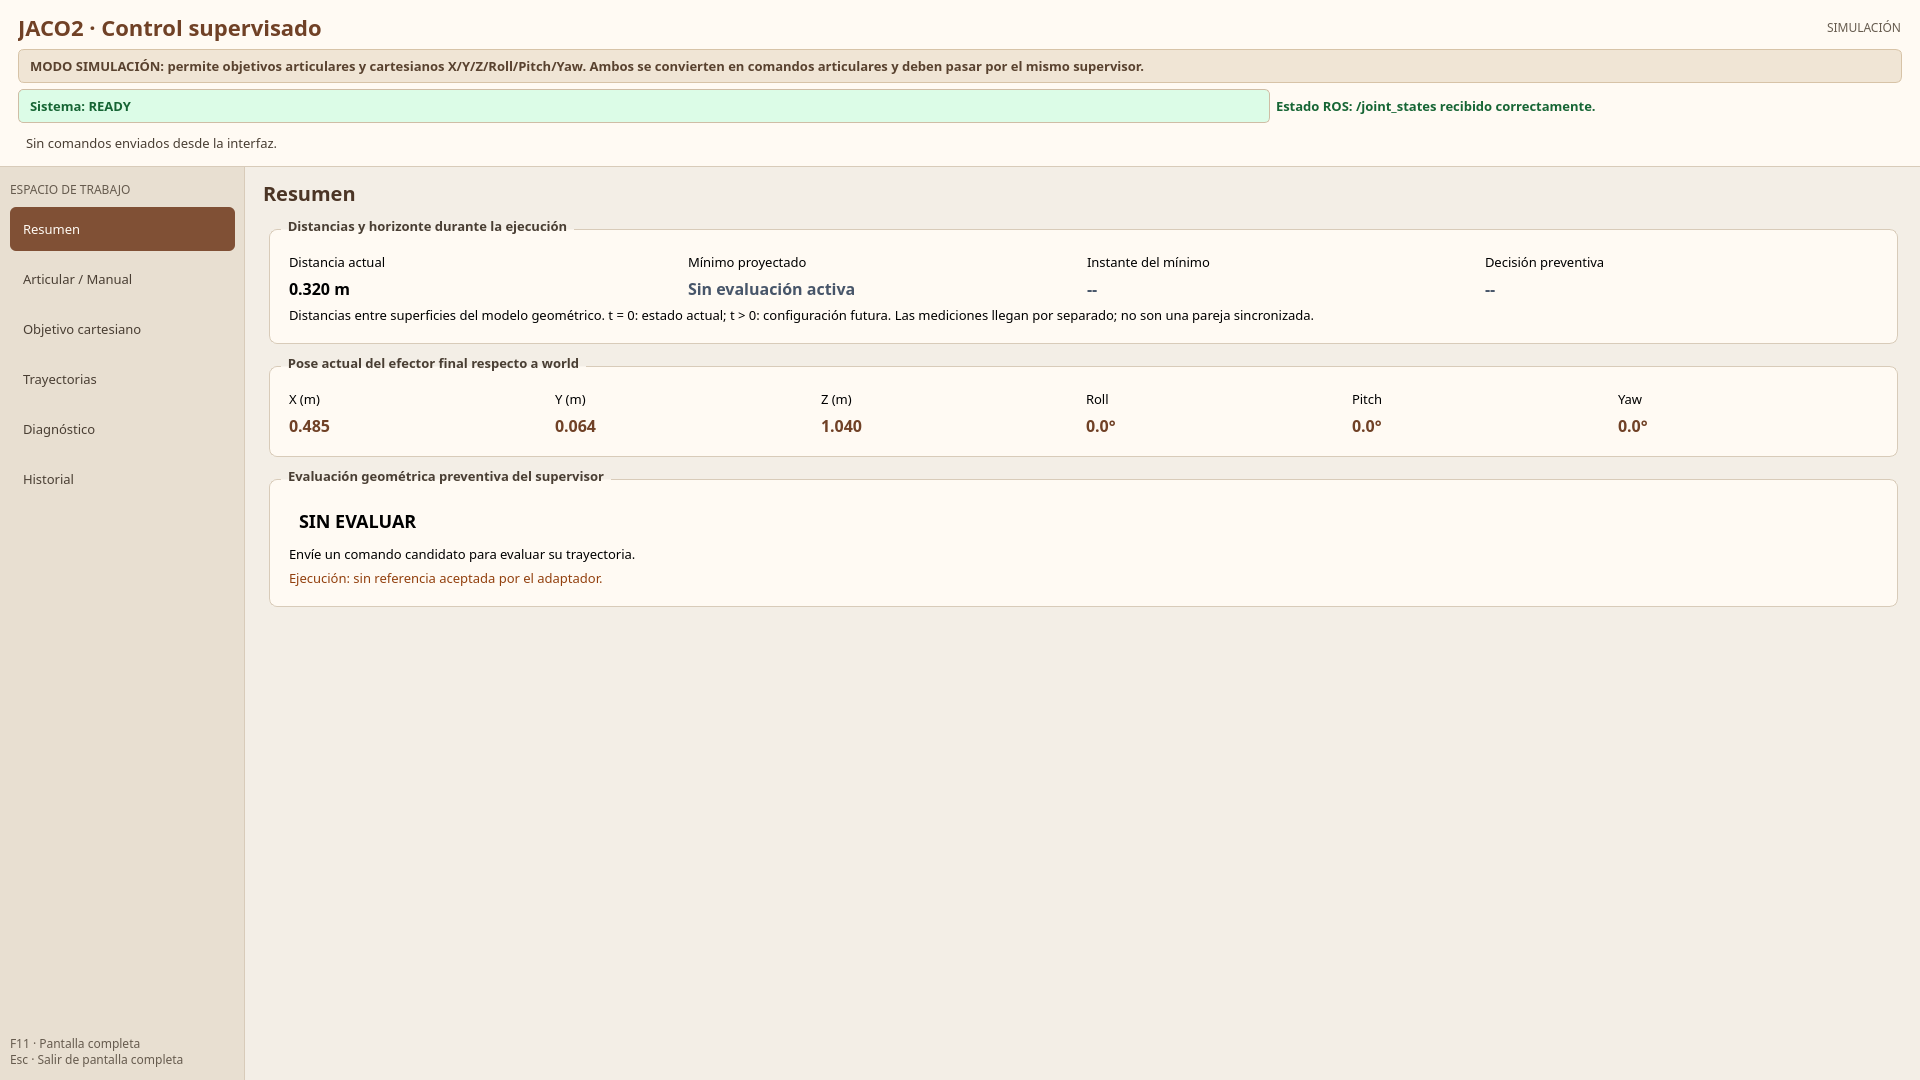 JACO2 · Control supervisado
SIMULACIÓN
MODO SIMULACIÓN: permite objetivos articulares y cartesianos X/Y/Z/Roll/Pitch/Yaw. Ambos se convierten en comandos articulares y deben pasar por el mismo supervisor.
Sistema: READY
Estado ROS: /joint_states recibido correctamente.
Sin comandos enviados desde la interfaz.
ESPACIO DE TRABAJO
Resumen
Articular / Manual
Objetivo cartesiano
Trayectorias
Diagnóstico
Historial
F11 · Pantalla completa
Esc · Salir de pantalla completa
Resumen
Distancias y horizonte durante la ejecución
Distancia actual
Mínimo proyectado
Instante del mínimo
Decisión preventiva
0.320 m
Sin evaluación activa
--
--
Distancias entre superficies del modelo geométrico. t = 0: estado actual; t > 0: configuración futura. Las mediciones llegan por separado; no son una pareja sincronizada.
Pose actual del efector final respecto a world
X (m)
Y (m)
Z (m)
Roll
Pitch
Yaw
0.485
0.064
1.040
0.0°
0.0°
0.0°
Evaluación geométrica preventiva del supervisor
SIN EVALUAR
Envíe un comando candidato para evaluar su trayectoria.
Ejecución: sin referencia aceptada por el adaptador.